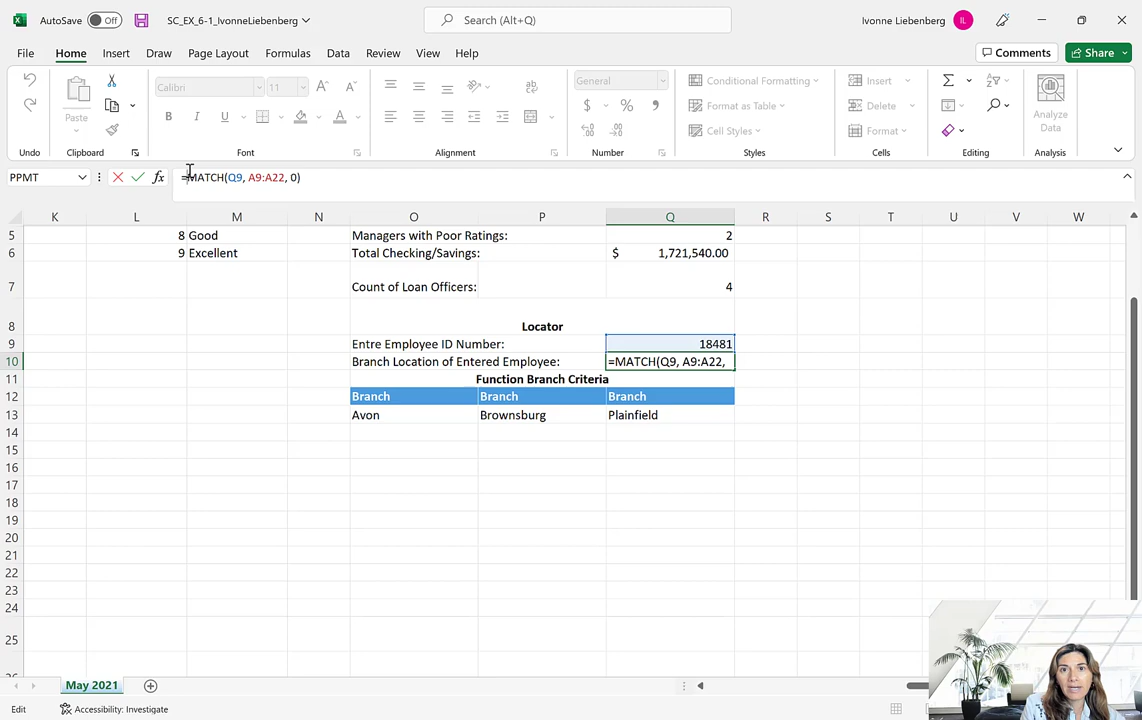 AutoSave Off SC_EX_6-1_IvonneLiebenberg Search (Alt+Q) Ivonne Liebenberg IL
File Home Insert Draw Page Layout Formulas Data Review View Help Comments Share
Paste Calibri 11 General Conditional Formatting Insert
$ % Format as Table Delete
B I U A Cell Styles Format Analyze Data
Undo Clipboard Font Alignment Number Styles Cells Editing Analysis
PPMT fx =MATCH(Q9, A9:A22, 0)
K L M N O P Q R S T U V W
5 8 Good Managers with Poor Ratings: 2
6 9 Excellent Total Checking/Savings: $ 1,721,540.00
7 Count of Loan Officers: 4
8 Locator
9 Entre Employee ID Number: 18481
10 Branch Location of Entered Employee: =MATCH(Q9, A9:A22,
11 Function Branch Criteria
12 Branch Branch Branch
13 Avon Brownsburg Plainfield
14
15
16
17
18
19
20
21
22
23
24
25
May 2021
Edit Accessibility: Investigate